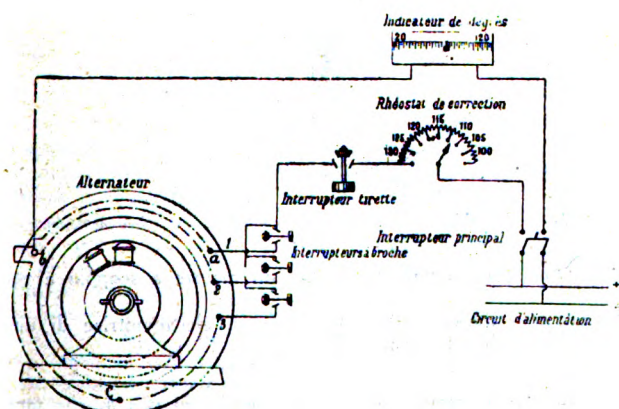 Indicateur de degrés
20 120
Rhéostat de correction
130 125 120 115 110 105 100
Alternateur
Interrupteur tirette
1
a
b
Interrupteurs à broche
Interrupteur principal
2
3
+
-
Circuit d'alimentation
C